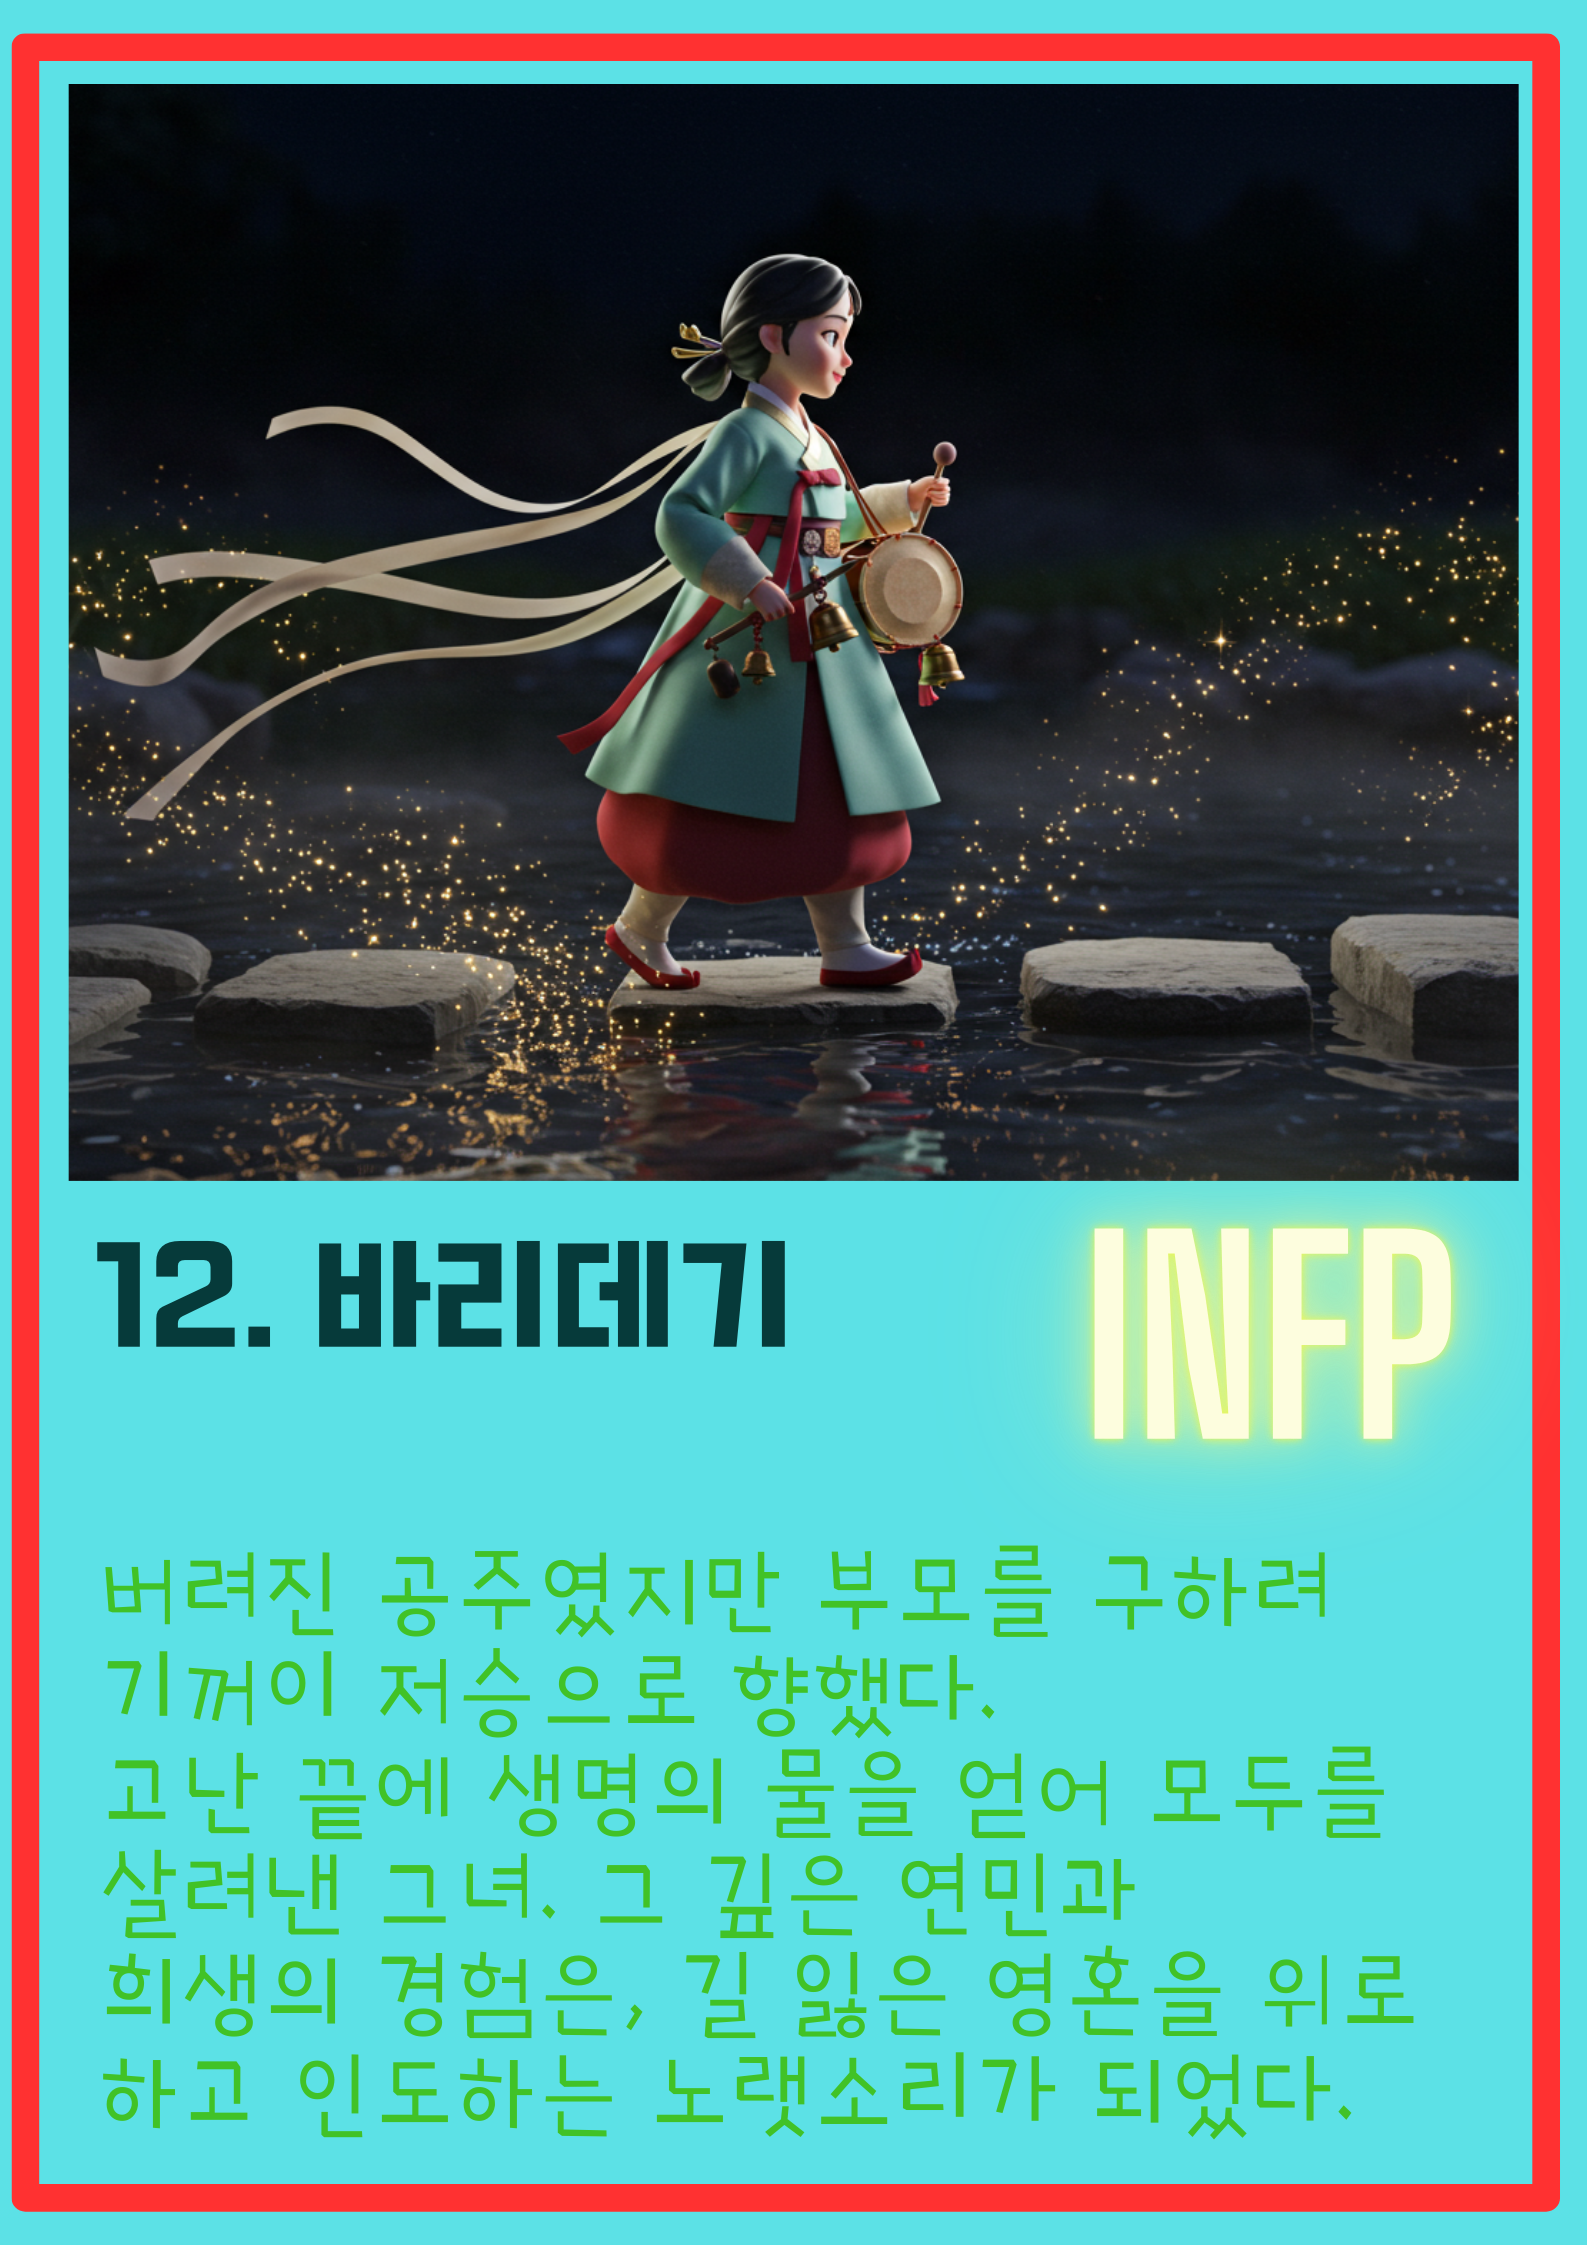 12. 바리데기
INFP
버려진 공주였지만 부모를 구하려
기꺼이 저승으로 향했다.
고난 끝에 생명의 물을 얻어 모두를
살려낸 그녀. 그 깊은 연민과
희생의 경험은, 길 잃은 영혼을 위로
하고 인도하는 노랫소리가 되었다.